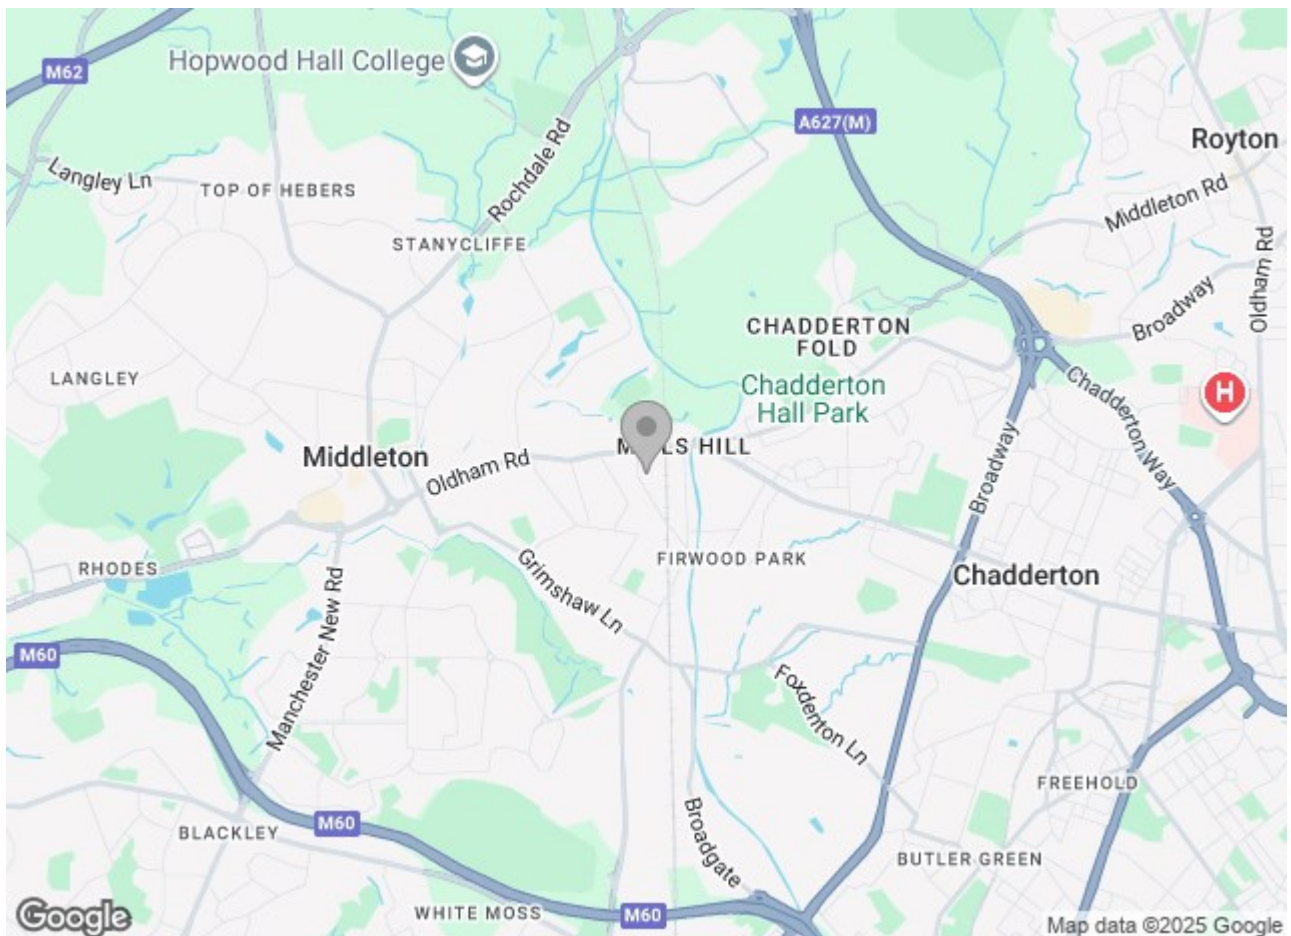 M62
Hopwood Hall College
A627(M)
Royton
Langley Ln
TOP OF HEBERS
Rochdale Rd
Middleton Rd
STANYCLIFFE
Oldham Rd
Broadway
CHADDERTON
FOLD
LANGLEY
Chadderton
Hall Park
Chadderton Way
H
Middleton
Oldham Rd
HILL
Broadway
RHODES
Grimshaw Ln
FIRWOOD PARK
Chadderton
Manchester New Rd
M60
Foxdenton Ln
FREEHOLD
M60
BLACKLEY
Broadgate
BUTLER GREEN
WHITE MOSS
M60
Google
Map data ©2025 Google